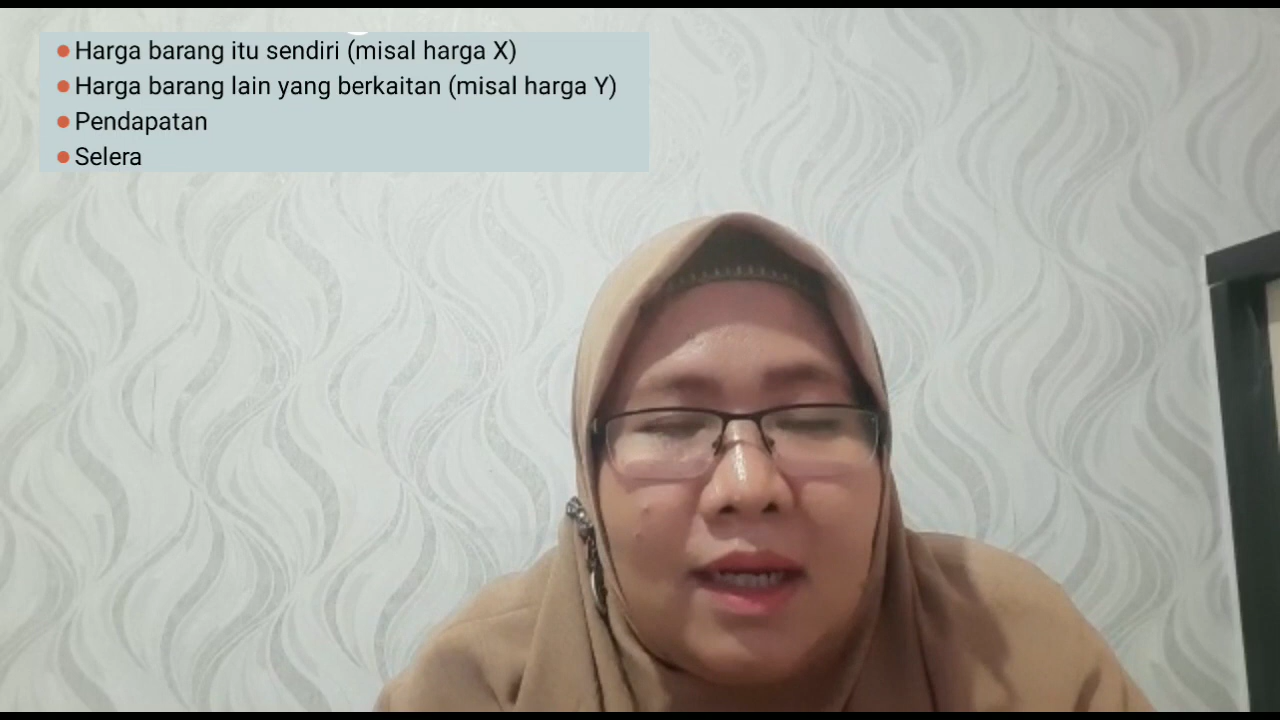 Harga barang itu sendiri (misal harga X)
Harga barang lain yang berkaitan (misal harga Y)
Pendapatan
Selera